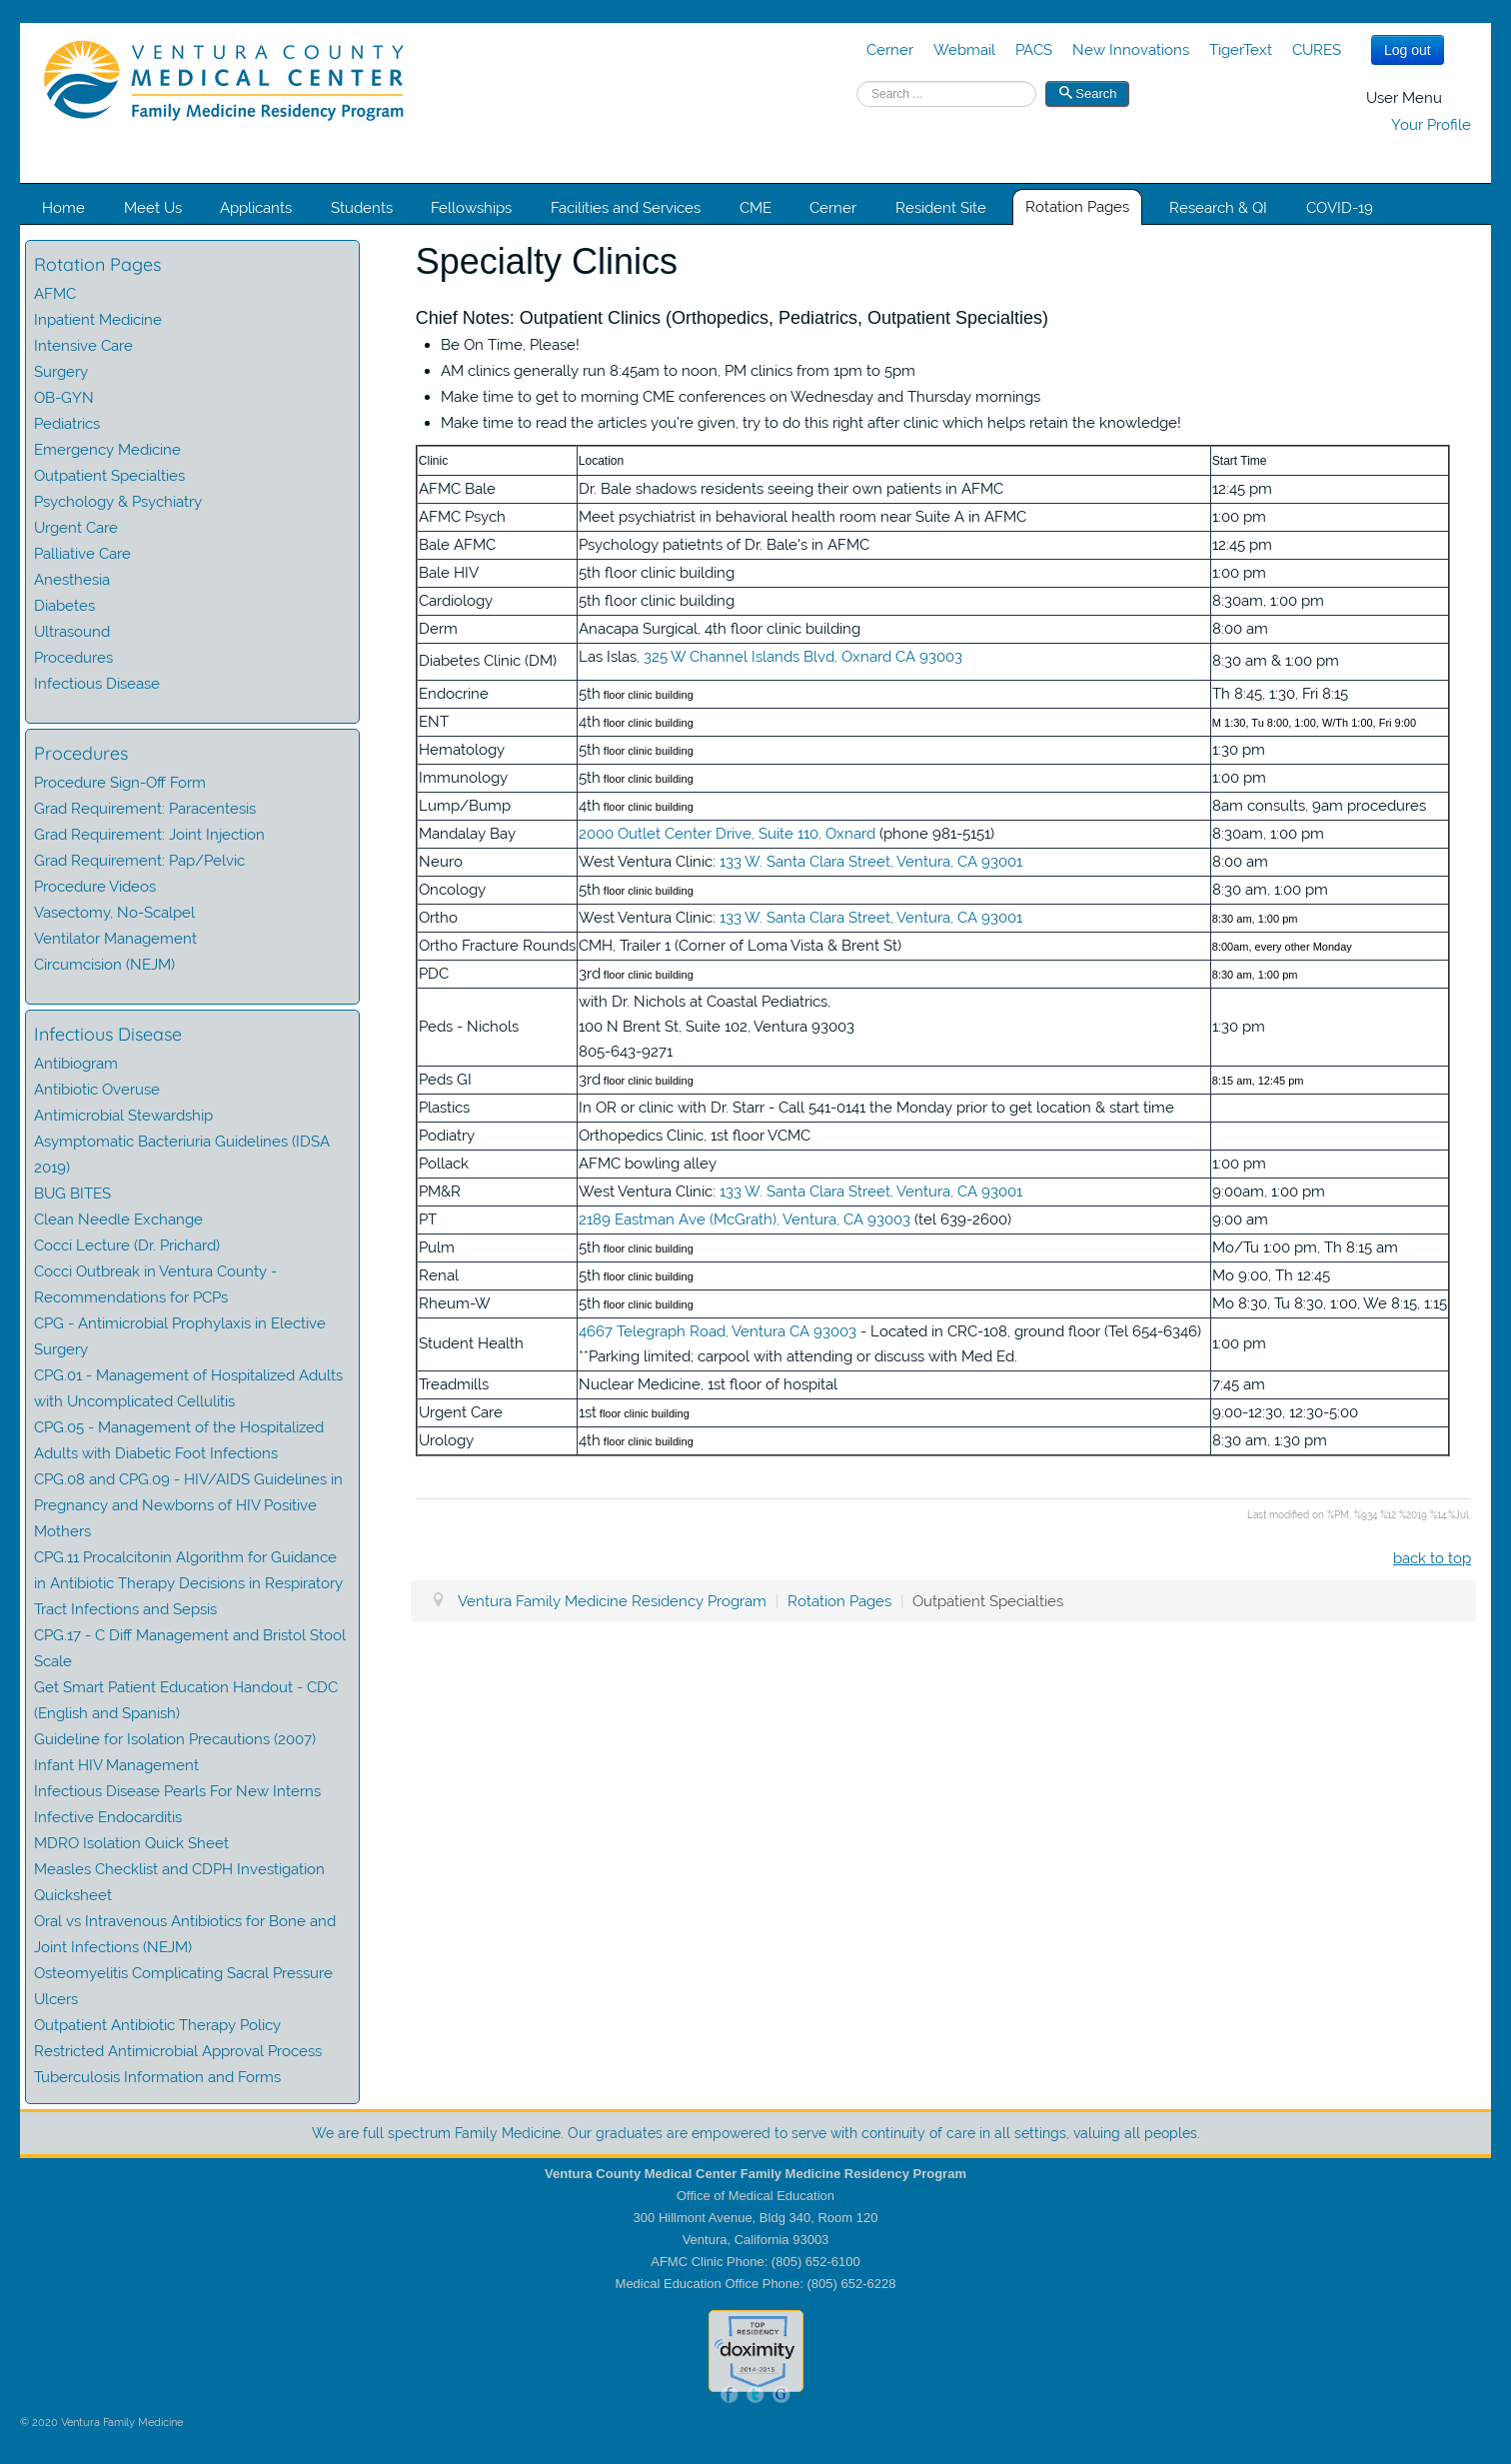 VENTURA COUNTY
MEDICAL CENTER
Family Medicine Residency Program
Cerner Webmail PACS New Innovations TigerText CURES Log out
Search ... Search
User Menu
Your Profile
Home Meet Us Applicants Students Fellowships Facilities and Services CME Cerner Resident Site Rotation Pages Research & QI COVID-19
Rotation Pages
AFMC
Inpatient Medicine
Intensive Care
Surgery
OB-GYN
Pediatrics
Emergency Medicine
Outpatient Specialties
Psychology & Psychiatry
Urgent Care
Palliative Care
Anesthesia
Diabetes
Ultrasound
Procedures
Infectious Disease
Procedures
Procedure Sign-Off Form
Grad Requirement: Paracentesis
Grad Requirement: Joint Injection
Grad Requirement: Pap/Pelvic
Procedure Videos
Vasectomy, No-Scalpel
Ventilator Management
Circumcision (NEJM)
Infectious Disease
Antibiogram
Antibiotic Overuse
Antimicrobial Stewardship
Asymptomatic Bacteriuria Guidelines (IDSA
2019)
BUG BITES
Clean Needle Exchange
Cocci Lecture (Dr. Prichard)
Cocci Outbreak in Ventura County -
Recommendations for PCPs
CPG - Antimicrobial Prophylaxis in Elective
Surgery
CPG.01 - Management of Hospitalized Adults
with Uncomplicated Cellulitis
CPG.05 - Management of the Hospitalized
Adults with Diabetic Foot Infections
CPG.08 and CPG.09 - HIV/AIDS Guidelines in
Pregnancy and Newborns of HIV Positive
Mothers
CPG.11 Procalcitonin Algorithm for Guidance
in Antibiotic Therapy Decisions in Respiratory
Tract Infections and Sepsis
CPG.17 - C Diff Management and Bristol Stool
Scale
Get Smart Patient Education Handout - CDC
(English and Spanish)
Guideline for Isolation Precautions (2007)
Infant HIV Management
Infectious Disease Pearls For New Interns
Infective Endocarditis
MDRO Isolation Quick Sheet
Measles Checklist and CDPH Investigation
Quicksheet
Oral vs Intravenous Antibiotics for Bone and
Joint Infections (NEJM)
Osteomyelitis Complicating Sacral Pressure
Ulcers
Outpatient Antibiotic Therapy Policy
Restricted Antimicrobial Approval Process
Tuberculosis Information and Forms
Specialty Clinics
Chief Notes: Outpatient Clinics (Orthopedics, Pediatrics, Outpatient Specialties)
Be On Time, Please!
AM clinics generally run 8:45am to noon, PM clinics from 1pm to 5pm
Make time to get to morning CME conferences on Wednesday and Thursday mornings
Make time to read the articles you're given, try to do this right after clinic which helps retain the knowledge!
Clinic Location Start Time
AFMC Bale Dr. Bale shadows residents seeing their own patients in AFMC 12:45 pm
AFMC Psych Meet psychiatrist in behavioral health room near Suite A in AFMC 1:00 pm
Bale AFMC Psychology patietnts of Dr. Bale's in AFMC 12:45 pm
Bale HIV 5th floor clinic building 1:00 pm
Cardiology 5th floor clinic building 8:30am, 1:00 pm
Derm Anacapa Surgical, 4th floor clinic building 8:00 am
Diabetes Clinic (DM) Las Islas, 325 W Channel Islands Blvd, Oxnard CA 93003 8:30 am & 1:00 pm
Endocrine 5th floor clinic building Th 8:45, 1:30, Fri 8:15
ENT 4th floor clinic building M 1:30, Tu 8:00, 1:00, W/Th 1:00, Fri 9:00
Hematology 5th floor clinic building 1:30 pm
Immunology 5th floor clinic building 1:00 pm
Lump/Bump 4th floor clinic building 8am consults, 9am procedures
Mandalay Bay 2000 Outlet Center Drive, Suite 110, Oxnard (phone 981-5151) 8:30am, 1:00 pm
Neuro West Ventura Clinic: 133 W. Santa Clara Street, Ventura, CA 93001 8:00 am
Oncology 5th floor clinic building 8:30 am, 1:00 pm
Ortho West Ventura Clinic: 133 W. Santa Clara Street, Ventura, CA 93001 8:30 am, 1:00 pm
Ortho Fracture Rounds CMH, Trailer 1 (Corner of Loma Vista & Brent St) 8:00am, every other Monday
PDC 3rd floor clinic building 8:30 am, 1:00 pm
with Dr. Nichols at Coastal Pediatrics,
Peds - Nichols 100 N Brent St, Suite 102, Ventura 93003 1:30 pm
805-643-9271
Peds GI 3rd floor clinic building 8:15 am, 12:45 pm
Plastics In OR or clinic with Dr. Starr - Call 541-0141 the Monday prior to get location & start time
Podiatry Orthopedics Clinic, 1st floor VCMC
Pollack AFMC bowling alley 1:00 pm
PM&R West Ventura Clinic: 133 W. Santa Clara Street, Ventura, CA 93001 9:00am, 1:00 pm
PT 2189 Eastman Ave (McGrath), Ventura, CA 93003 (tel 639-2600) 9:00 am
Pulm 5th floor clinic building Mo/Tu 1:00 pm, Th 8:15 am
Renal 5th floor clinic building Mo 9:00, Th 12:45
Rheum-W 5th floor clinic building Mo 8:30, Tu 8:30, 1:00, We 8:15, 1:15
Student Health 4667 Telegraph Road, Ventura CA 93003 - Located in CRC-108, ground floor (Tel 654-6346) 1:00 pm
**Parking limited; carpool with attending or discuss with Med Ed.
Treadmills Nuclear Medicine, 1st floor of hospital 7:45 am
Urgent Care 1st floor clinic building 9:00-12:30, 12:30-5:00
Urology 4th floor clinic building 8:30 am, 1:30 pm
Last modified on %PM, %934 %12 %2019 %14:%Jul
back to top
Ventura Family Medicine Residency Program | Rotation Pages | Outpatient Specialties
We are full spectrum Family Medicine. Our graduates are empowered to serve with continuity of care in all settings, valuing all peoples.
Ventura County Medical Center Family Medicine Residency Program
Office of Medical Education
300 Hillmont Avenue, Bldg 340, Room 120
Ventura, California 93003
AFMC Clinic Phone: (805) 652-6100
Medical Education Office Phone: (805) 652-6228
TOP
RESIDENCY
doximity
2014-2015
f t G
© 2020 Ventura Family Medicine